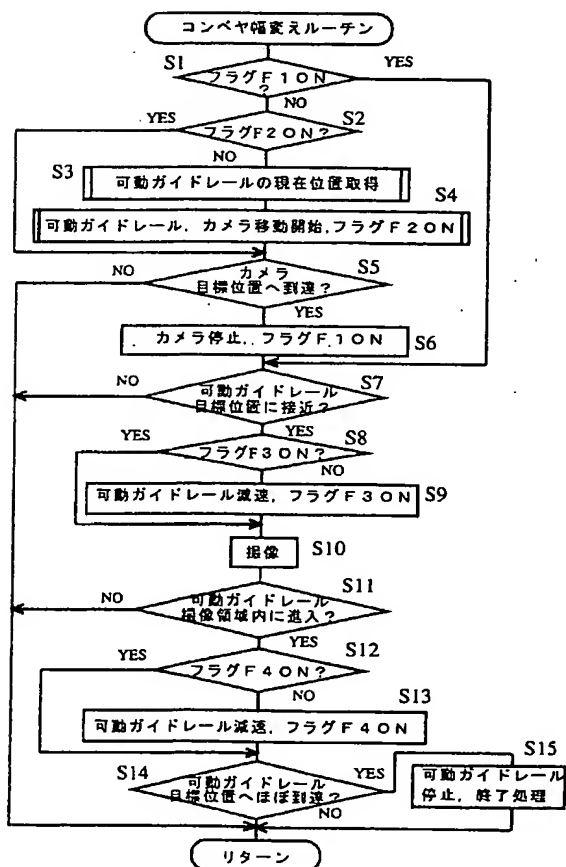 コンベヤ幅変えルーチン
S1
YES
フラグF1ON
?
NO
S2
YES
フラグF2ON?
NO
S3
可動ガイドレールの現在位置取得
S4
可動ガイドレール, カメラ移動開始,フラグF2ON
NO
カメラ
目標位置へ到達?
S5
YES
カメラ停止, フラグF1ON
S6
NO
可動ガイドレール
目標位置に接近?
S7
YES
YES
フラグF3ON?
S8
NO
可動ガイドレール減速, フラグF3ON
S9
撮像
S10
S11
NO
可動ガイドレール
撮像領域内に進入?
YES
S12
YES
フラグF4ON?
NO
S13
可動ガイドレール減速, フラグF4ON
S14
可動ガイドレール
目標位置へほぼ到達?
YES
S15
可動ガイドレール
停止, 終了処理
NO
リターン